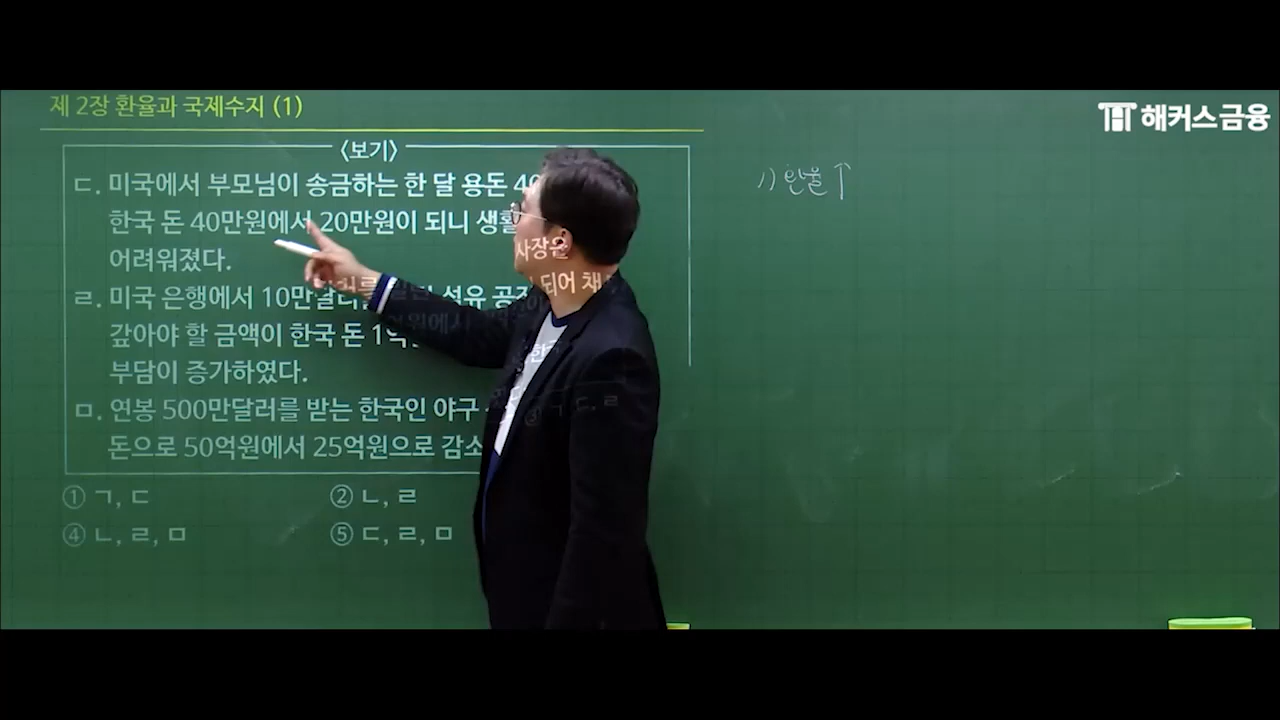 제 2장 환율과 국제수지 (1)
해커스금융
〈보기〉
1) 환율↑
ㄷ. 미국에서 부모님이 송금하는 한 달 용돈
한국 돈 40만원에서 20만원이 되니
어려워졌다.
ㄹ. 미국 은행에서 10만달러를 석유
갚아야 할 금액이 한국 돈
부담이 증가하였다.
ㅁ. 연봉 500만달러를 받는 한국인 야구
돈으로 50억원에서 25억원으로
① ㄱ, ㄷ
② ㄴ, ㄹ
③ ㄱ, ㄷ, ㄹ
④ ㄴ, ㄹ, ㅁ
⑤ ㄷ, ㄹ, ㅁ